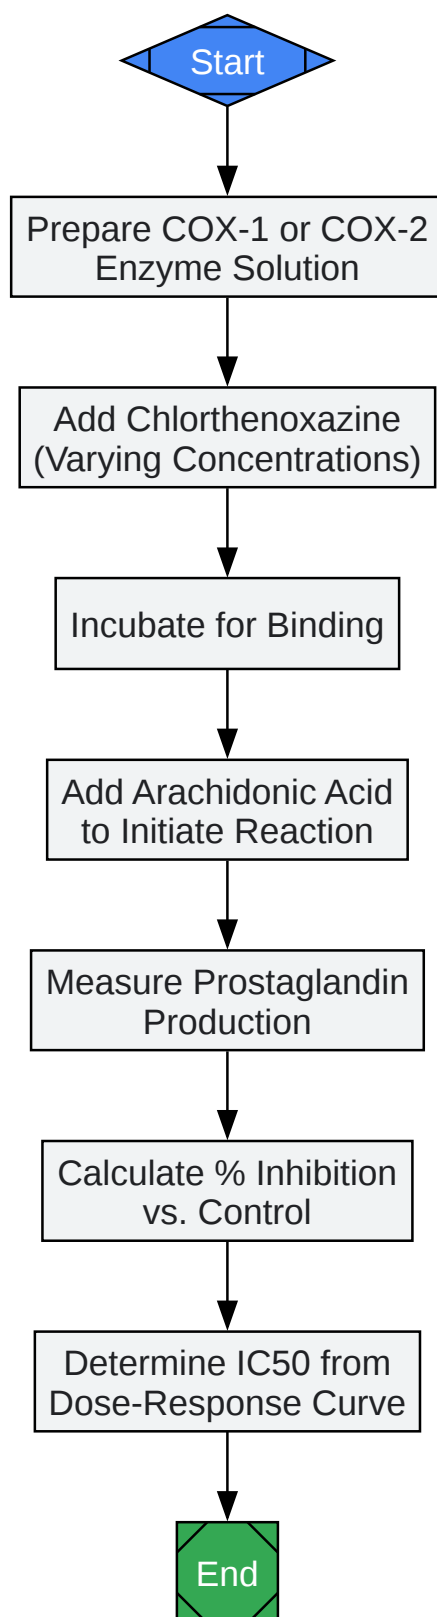 Start
Prepare COX-1 or COX-2
Enzyme Solution
Add Chlorthenoxazine
(Varying Concentrations)
Incubate for Binding
Add Arachidonic Acid
to Initiate Reaction
Measure Prostaglandin
Production
Calculate % Inhibition
vs. Control
Determine IC50 from
Dose-Response Curve
End